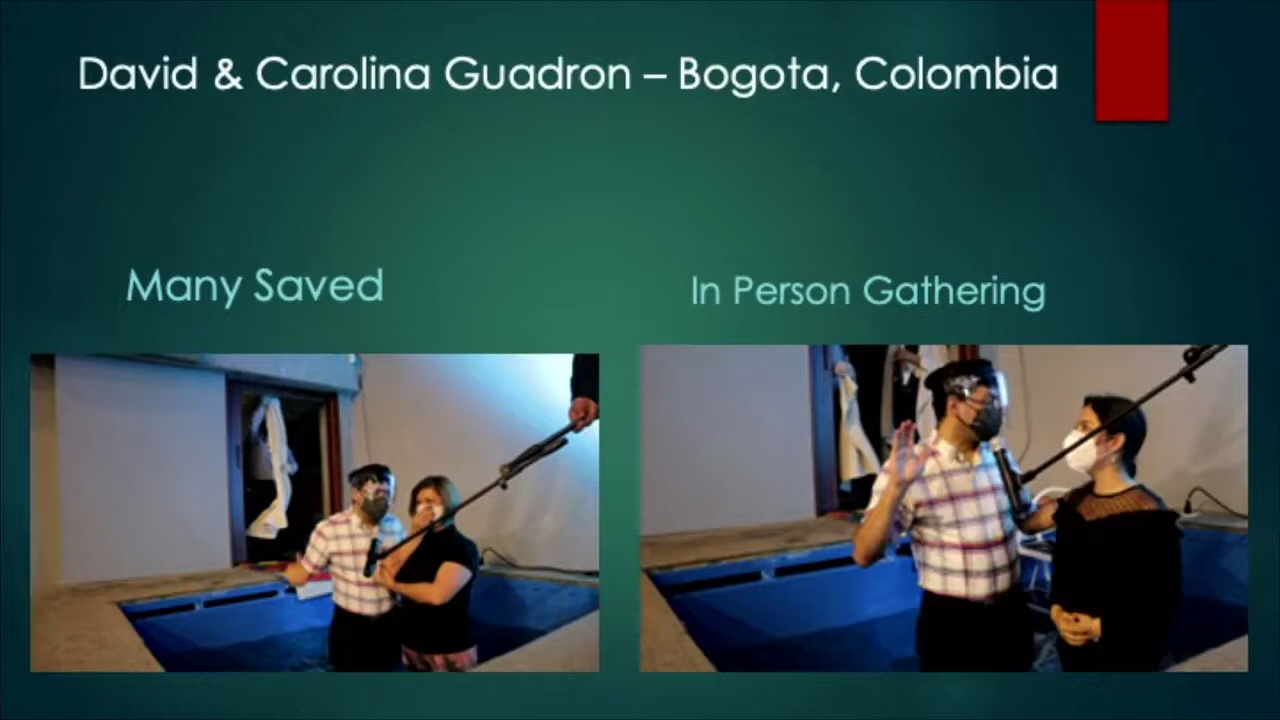 David & Carolina Guadron – Bogota, Colombia
Many Saved
In Person Gathering